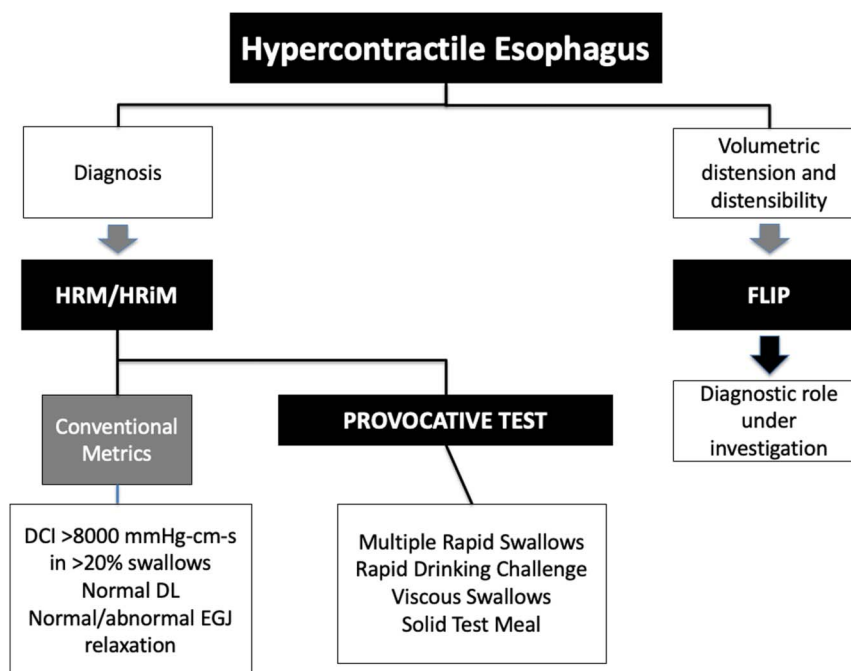 Hypercontractile Esophagus
Diagnosis
Volumetric
distension and
distensibility
HRM/HRiM
FLIP
Conventional
Metrics
PROVOCATIVE TEST
Diagnostic role
under
investigation
DCI >8000 mmHg-cm-s
in >20% swallows
Normal DL
Normal/abnormal EGJ
relaxation
Multiple Rapid Swallows
Rapid Drinking Challenge
Viscous Swallows
Solid Test Meal